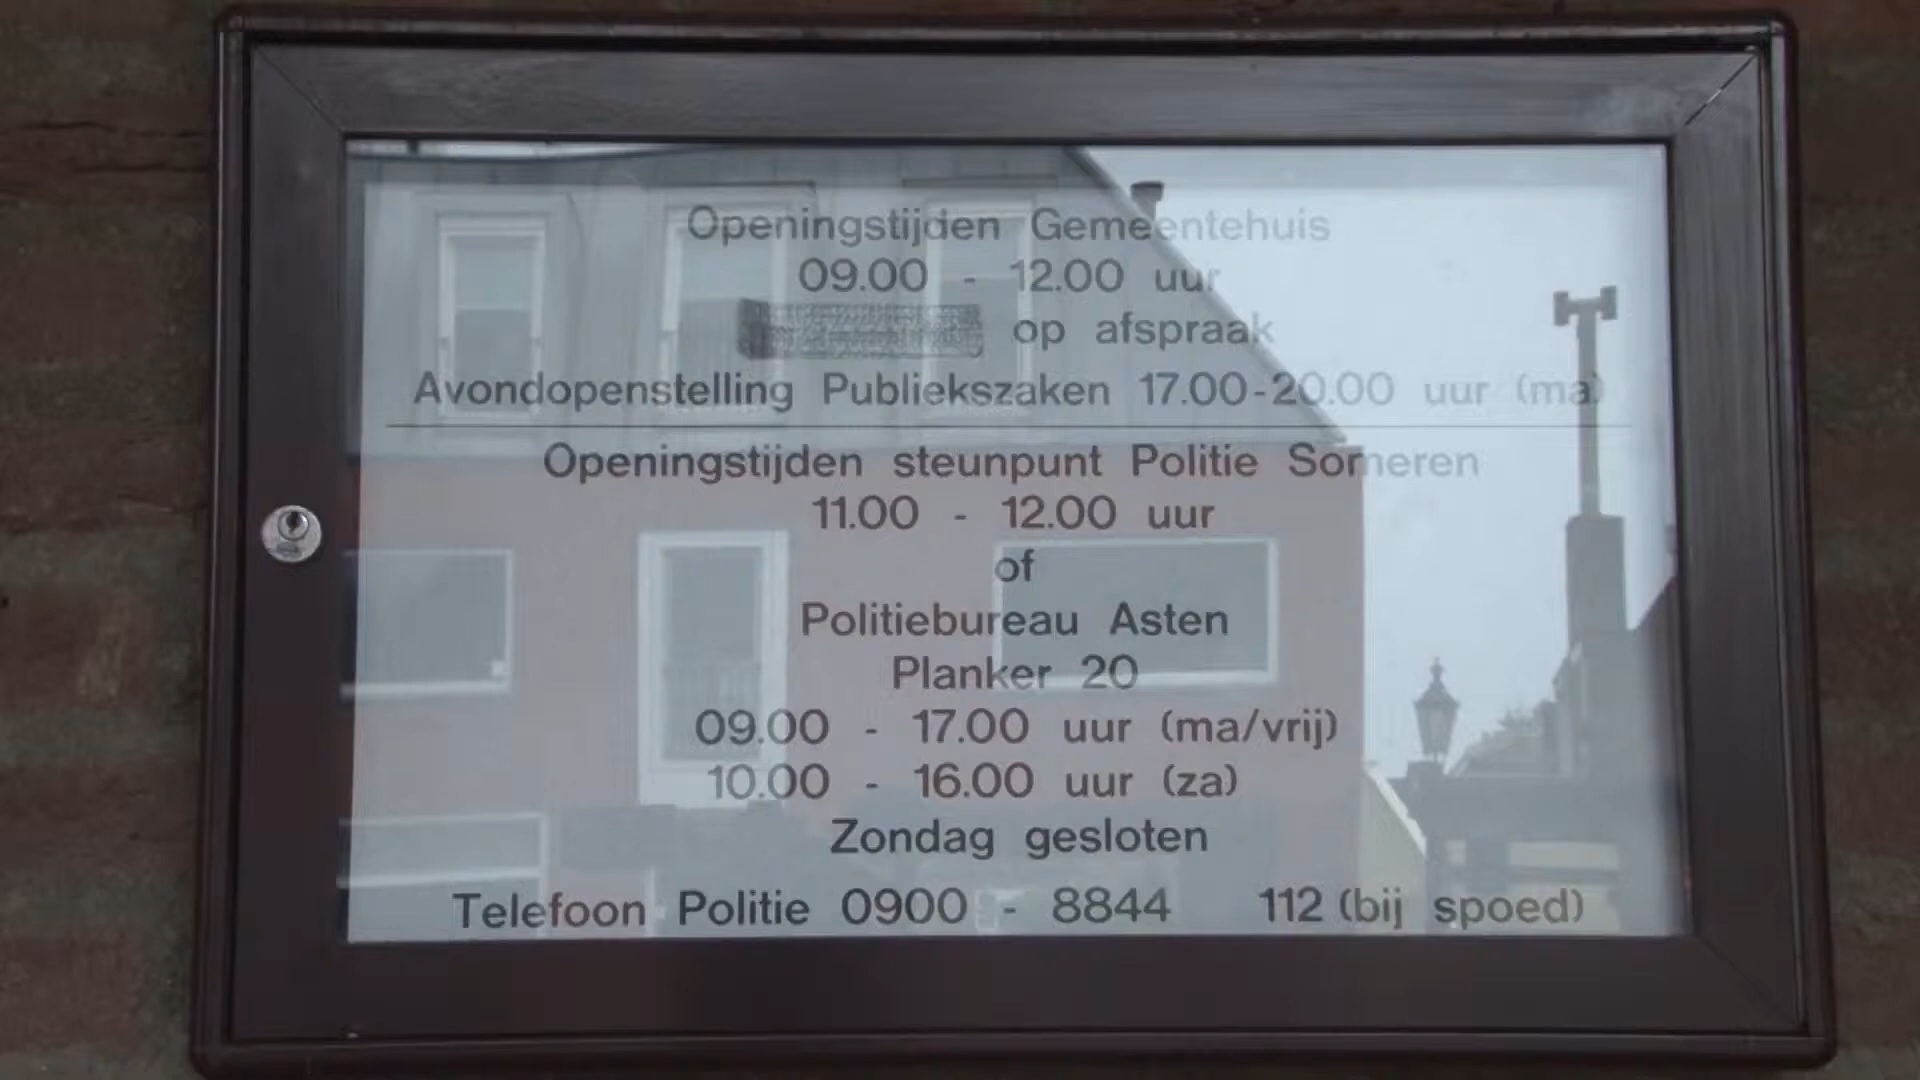 Openingstijden Gemeentehuis
09.00 - 12.00 uur
op afspraak
Avondopenstelling Publiekszaken 17.00-20.00 uur (ma)
Openingstijden steunpunt Politie Someren
11.00 - 12.00 uur
of
Politiebureau Asten
Planker 20
09.00 - 17.00 uur (ma/vrij)
10.00 - 16.00 uur (za)
Zondag gesloten
Telefoon Politie 0900 - 8844 112 (bij spoed)